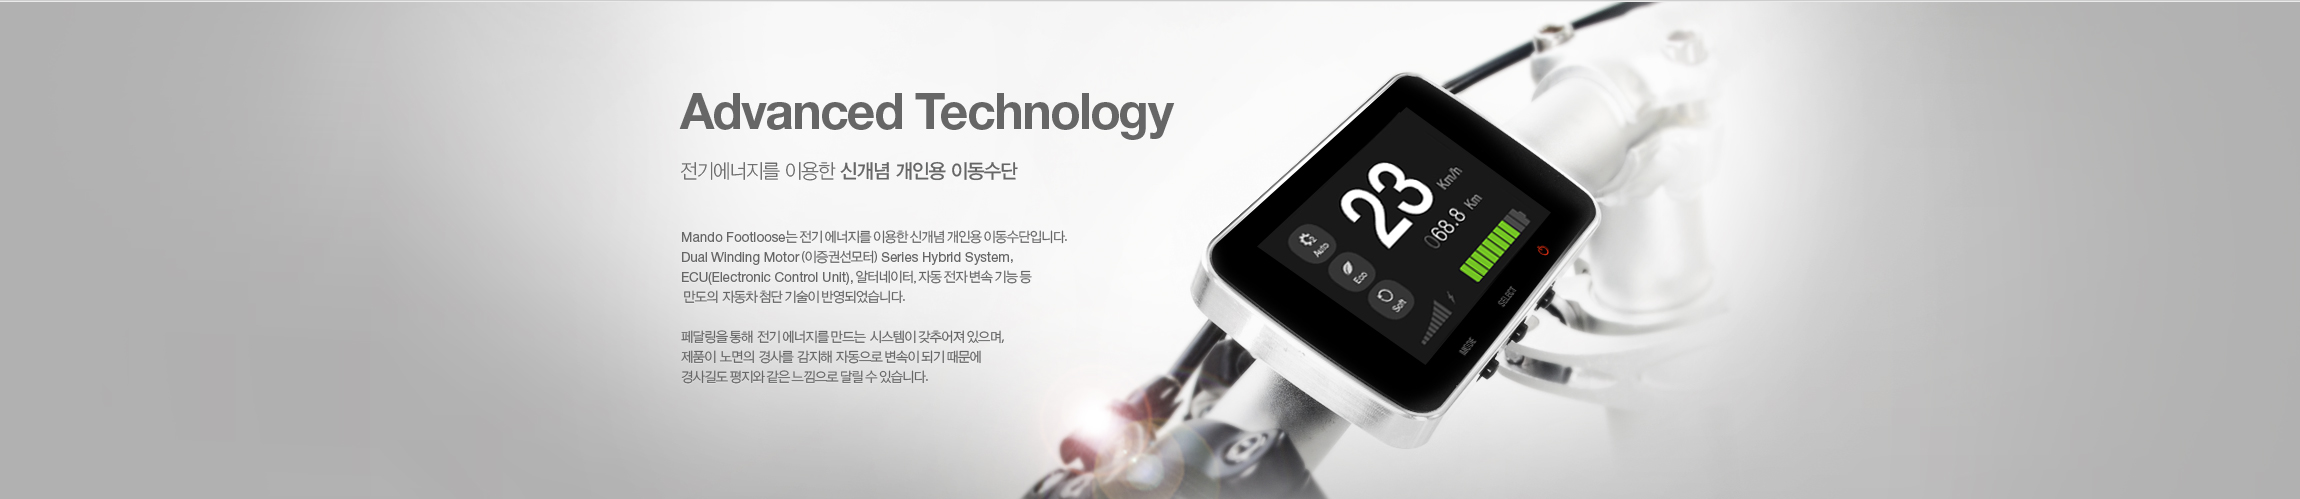 Advanced Technology
전기에너지를 이용한 신개념 개인용 이동수단
Mando Footloose는 전기 에너지를 이용한 신개념 개인용 이동수단입니다.
Dual Winding Motor (이중권선모터) Series Hybrid System,
ECU(Electronic Control Unit), 알터네이터, 자동 전자 변속 기능 등
만도의 자동차 첨단 기술이 반영되었습니다.
페달링을 통해 전기 에너지를 만드는 시스템이 갖추어져 있으며,
제품이 노면의 경사를 감지해 자동으로 변속이 되기 때문에
경사길도 평지와 같은 느낌으로 달릴 수 있습니다.
23 Km/h
068.8 Km
2 Auto
Eco
Soft
SELECT
MODE